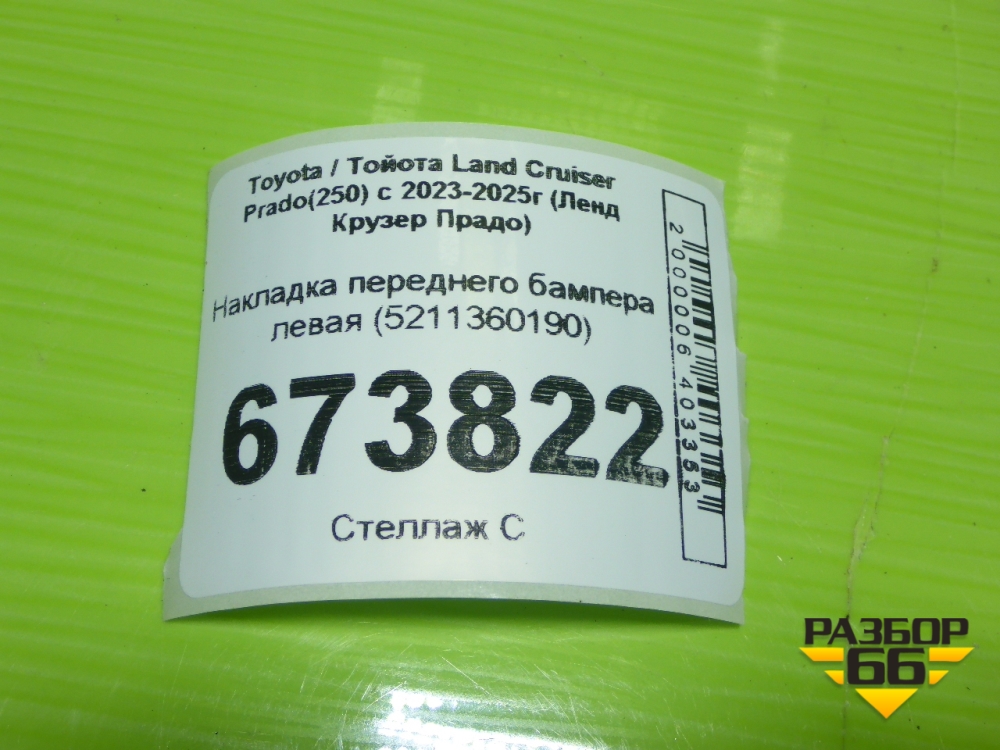 Toyota / Тойота Land Cruiser
Prado(250) с 2023-2025г (Ленд
Крузер Прадо)
Накладка переднего бампера
левая (5211360190)
673822
Стеллаж С
2000006403353
РАЗБОР
66